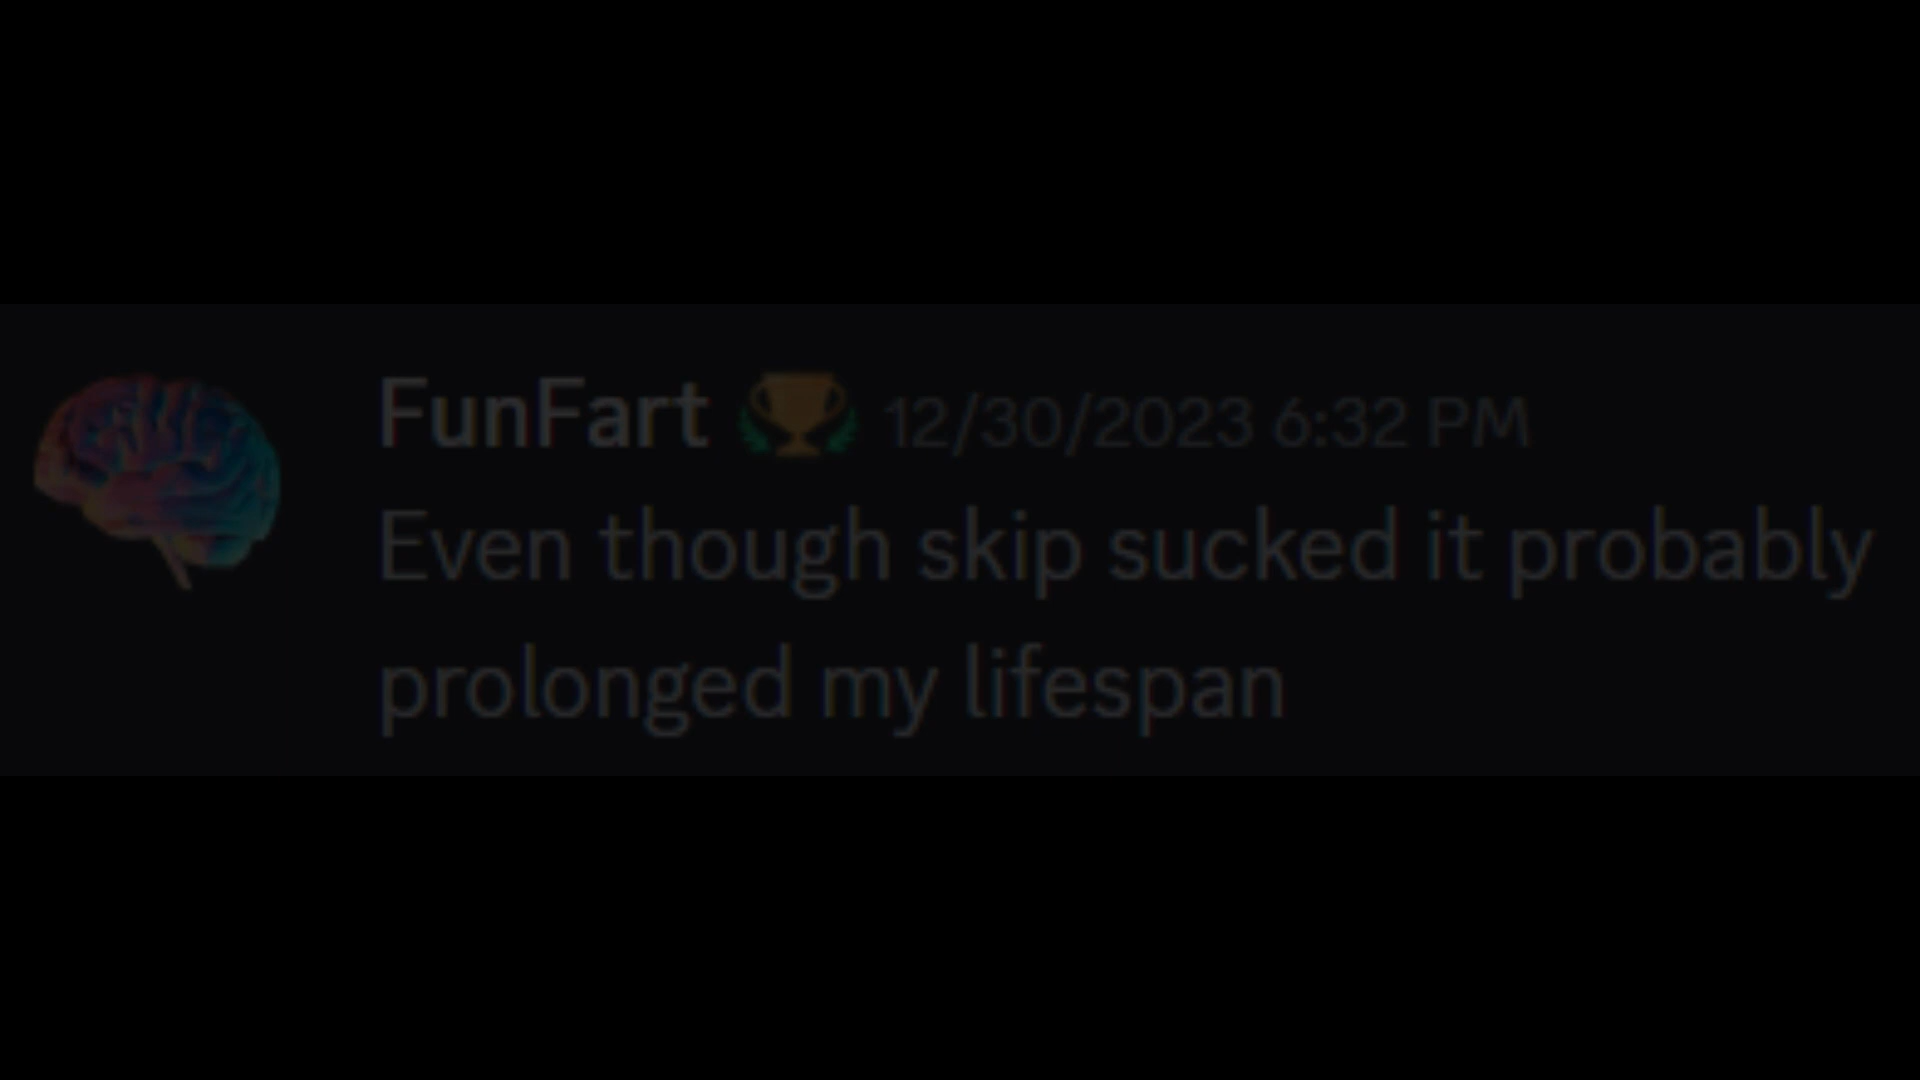 FunFart 12/30/2023 6:32 PM
Even though skip sucked it probably
prolonged my lifespan